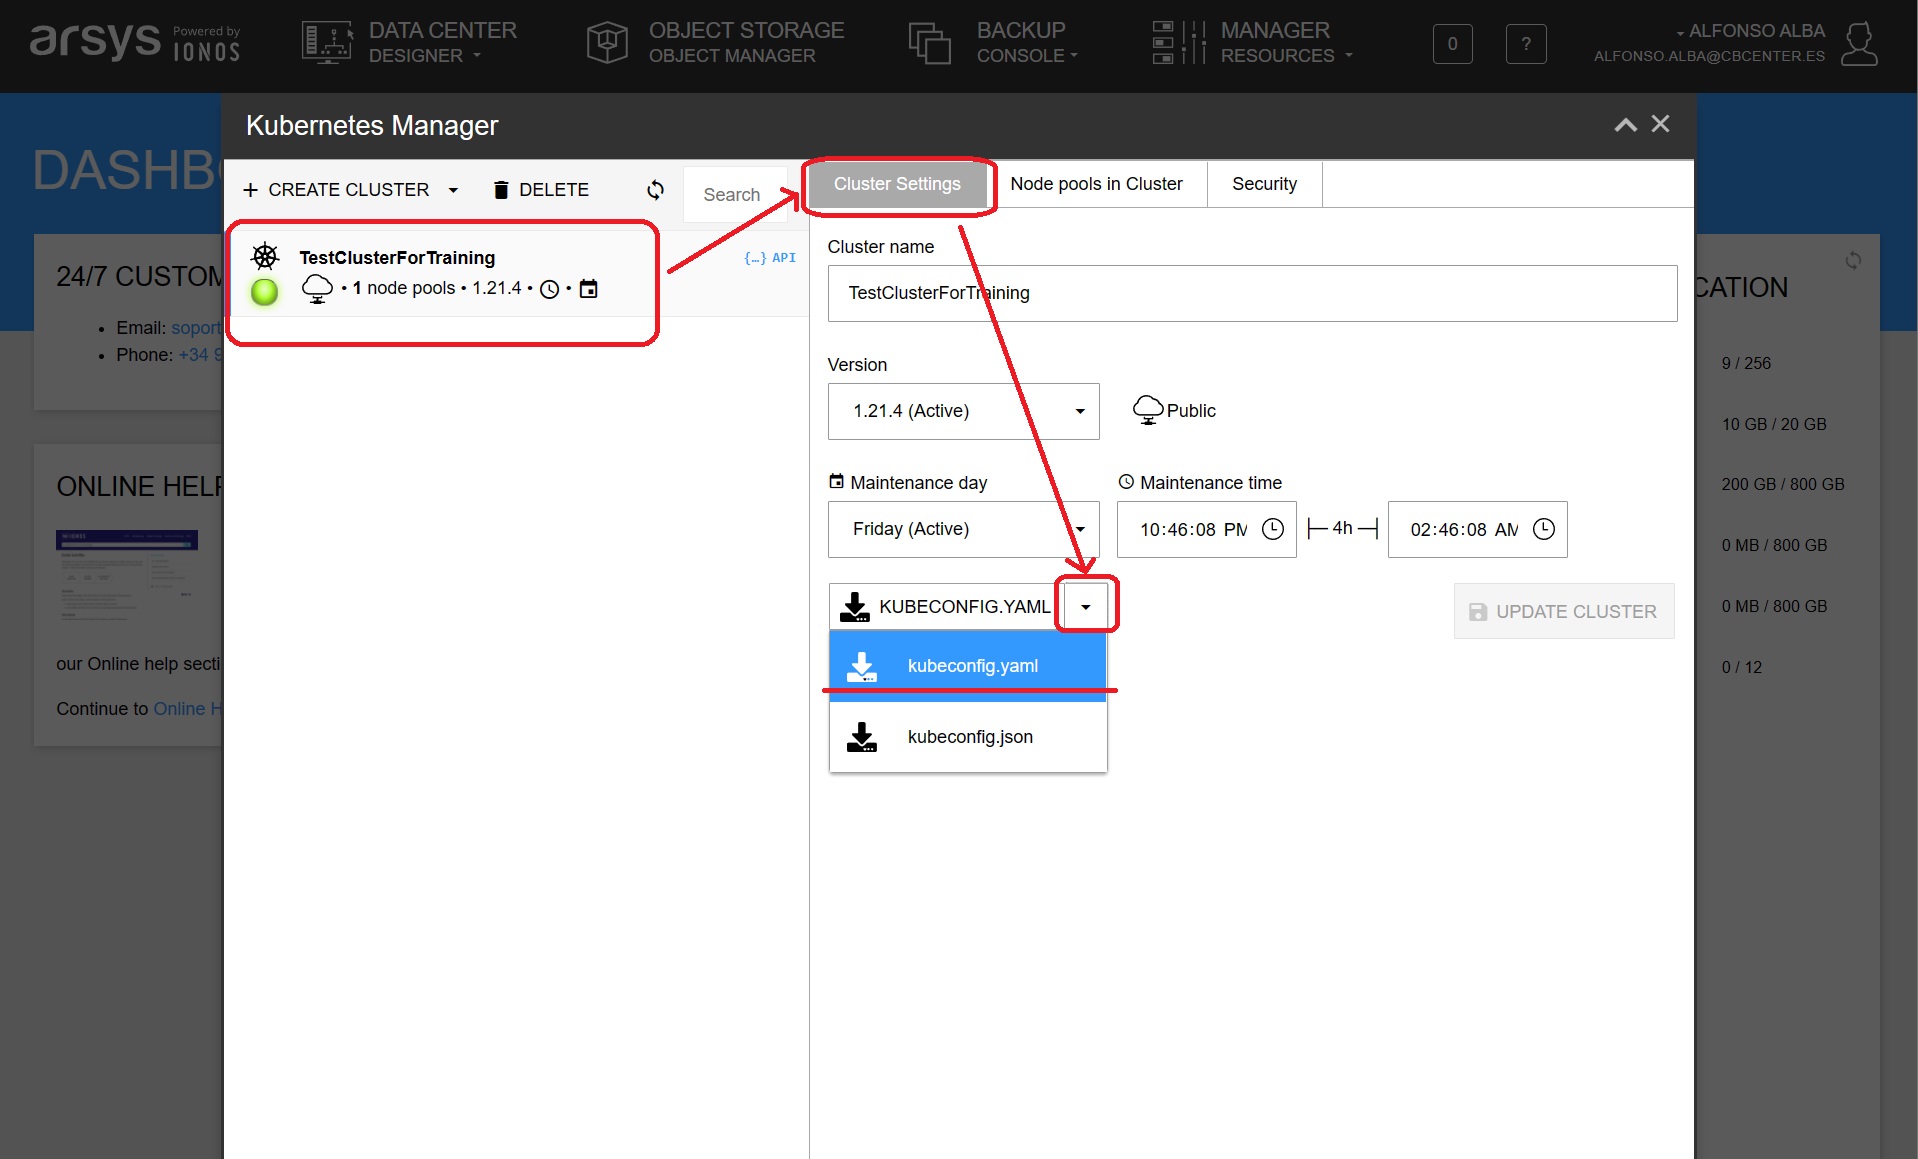 arsys Powered by IONOS
DATA CENTER
DESIGNER
OBJECT STORAGE
OBJECT MANAGER
BACKUP
CONSOLE
MANAGER
RESOURCES
0
?
ALFONSO ALBA
ALFONSO.ALBA@CBCENTER.ES
DASHBO
Kubernetes Manager
CREATE CLUSTER
DELETE
Search
TestClusterForTraining
{…} API
• 1 node pools • 1.21.4 • •
Cluster Settings
Node pools in Cluster
Security
Cluster name
TestClusterForTraining
Version
1.21.4 (Active)
Public
Maintenance day
Maintenance time
Friday (Active)
10:46:08 PM
4h
02:46:08 AM
KUBECONFIG.YAML
UPDATE CLUSTER
kubeconfig.yaml
kubeconfig.json
24/7 CUSTOM
• Email: soport
• Phone: +34 9
ONLINE HELP
our Online help secti
Continue to Online H
CATION
9 / 256
10 GB / 20 GB
200 GB / 800 GB
0 MB / 800 GB
0 MB / 800 GB
0 / 12